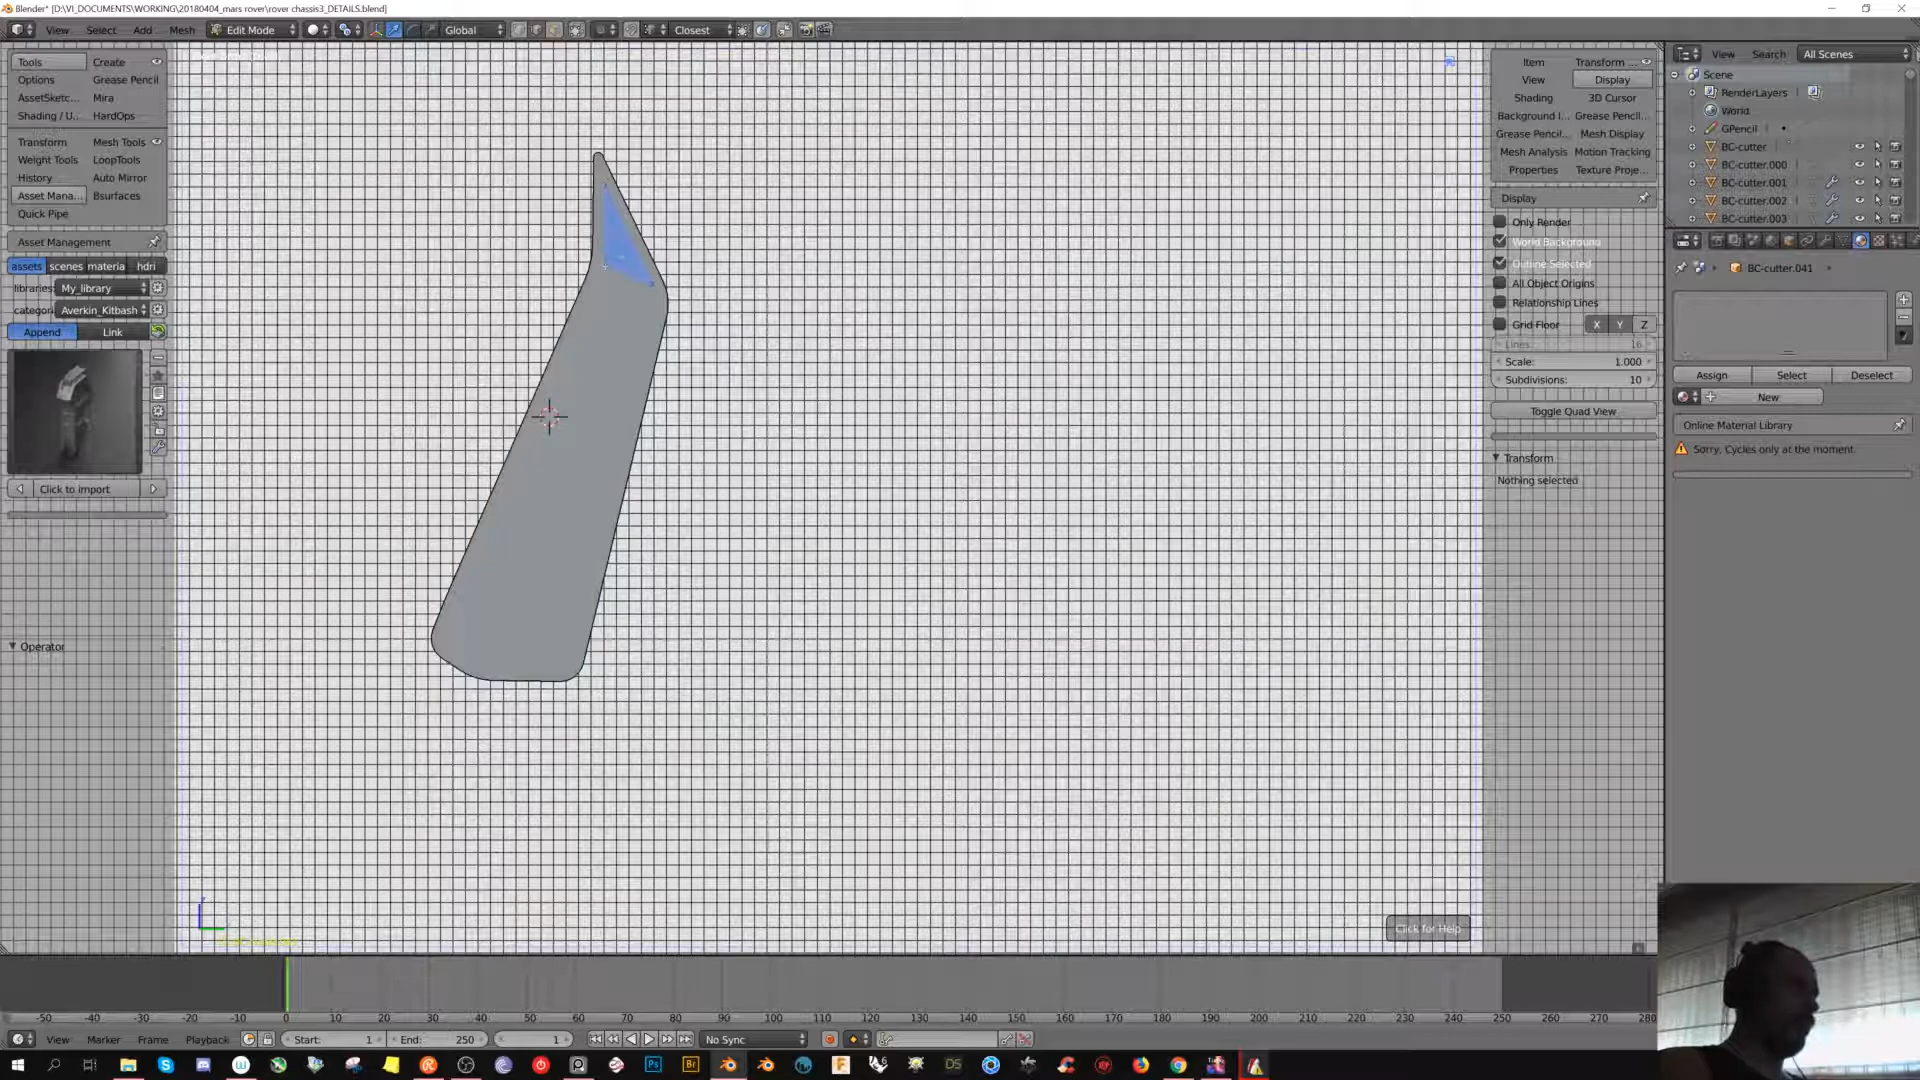 Blender* [D:\VI_DOCUMENTS\WORKING\20180404_mars rover\rover chassis3_DETAILS.blend]
View Select Add Mesh Edit Mode Global Closest
Tools Create
Options Grease Pencil
AssetSketc... Mira
Shading / U... HardOps
Transform Mesh Tools
Weight Tools LoopTools
History Auto Mirror
Asset Mana... Bsurfaces
Quick Pipe
Asset Management
assets scenes materia hdri
libraries: My_library
categori Averkin_Kitbash
Append Link
Click to import
Operator
Item Transform ...
View Display
Shading 3D Cursor
Background I... Grease Pencil...
Grease Pencil... Mesh Display
Mesh Analysis Motion Tracking
Properties Texture Proje...
Display
Only Render
World Background
Outline Selected
All Object Origins
Relationship Lines
Grid Floor X Y Z
Lines: 16
Scale: 1.000
Subdivisions: 10
Toggle Quad View
Transform
Nothing selected
Click for Help
View Search All Scenes
Scene
RenderLayers
World
GPencil
BC-cutter
BC-cutter.000
BC-cutter.001
BC-cutter.002
BC-cutter.003
BC-cutter.041
Assign Select Deselect
New
Online Material Library
Sorry, Cycles only at the moment.
-50 -40 -30 -20 -10 0 10 20 30 40 50 60 70 80 90 100 110 120 130 140 150 160 170 180 190 200 210 220 230 240 250 260 270 280
View Marker Frame Playback Start: 1 End: 250 1 No Sync